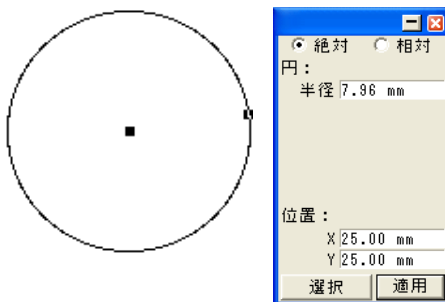 絶対 相対
円：
半径 7.96 mm
位置：
X 25.00 mm
Y 25.00 mm
選択 適用